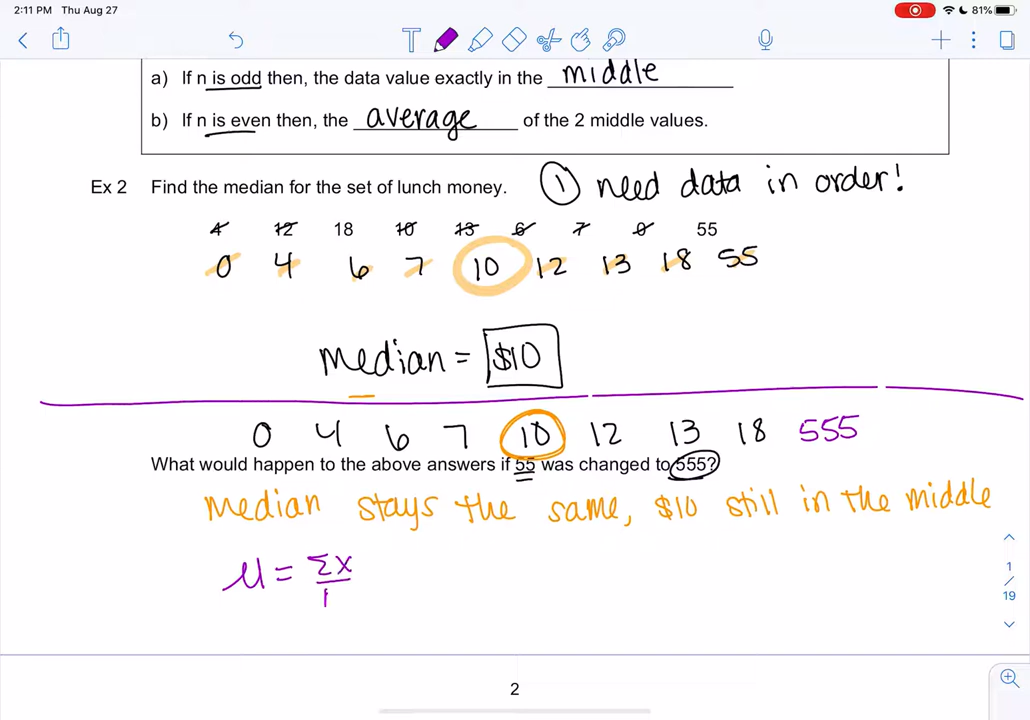 2:11 PM Thu Aug 27 81%
a) If n is odd then, the data value exactly in the middle
b) If n is even then, the average of the 2 middle values.
Ex 2 Find the median for the set of lunch money. 1 need data in order!
4 12 18 10 13 6 7 0 55
0 4 6 7 10 12 13 18 55
median = $10
0 4 6 7 10 12 13 18 555
What would happen to the above answers if 55 was changed to 555?
Median stays the same, $10 still in the middle
μ = Σx
1
/
19
2